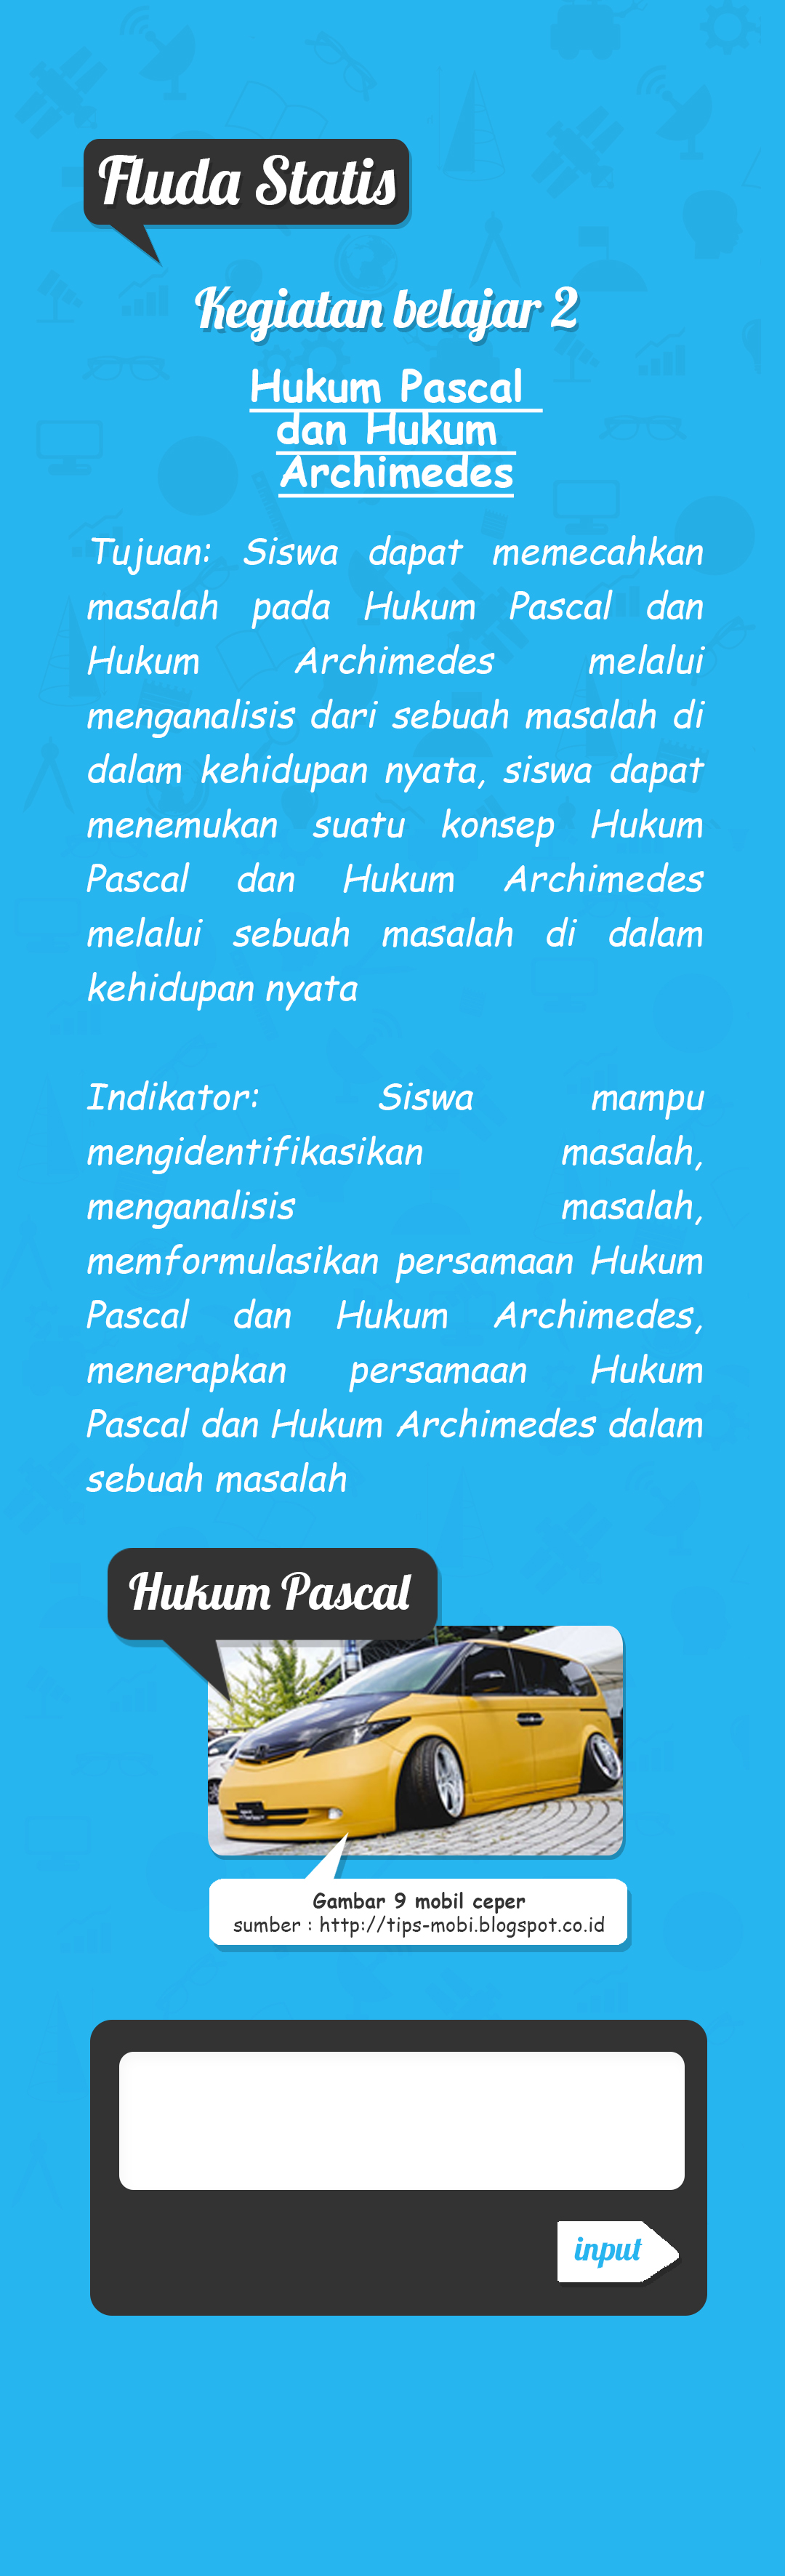 Fluda Statis
Kegiatan belajar 2
Hukum Pascal
dan Hukum
Archimedes
Tujuan: Siswa dapat memecahkan
masalah pada Hukum Pascal dan
Hukum Archimedes melalui
menganalisis dari sebuah masalah di
dalam kehidupan nyata, siswa dapat
menemukan suatu konsep Hukum
Pascal dan Hukum Archimedes
melalui sebuah masalah di dalam
kehidupan nyata
Indikator: Siswa mampu
mengidentifikasikan masalah,
menganalisis masalah,
memformulasikan persamaan Hukum
Pascal dan Hukum Archimedes,
menerapkan persamaan Hukum
Pascal dan Hukum Archimedes dalam
sebuah masalah
Hukum Pascal
Gambar 9 mobil ceper
sumber : http://tips-mobi.blogspot.co.id
input